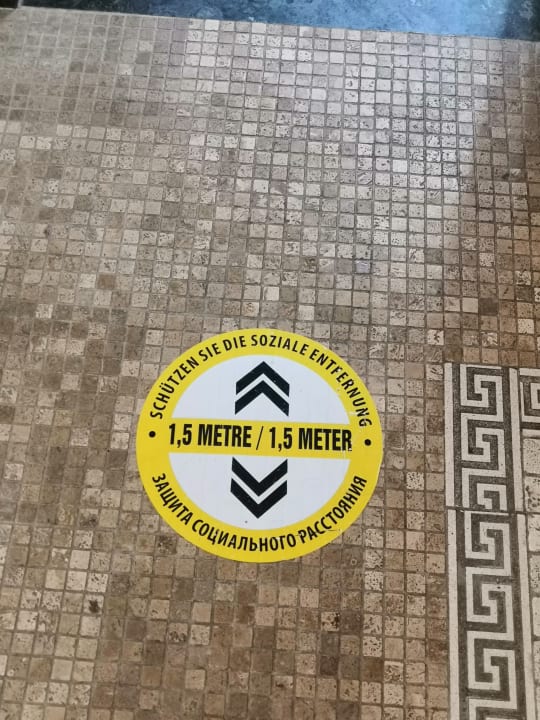 SCHÜTZEN SIE DIE SOZIALE ENTFERNUNG
• 1,5 METRE / 1,5 METER •
ЗАЩИТА СОЦИАЛЬНОГО РАССТОЯНИЯ